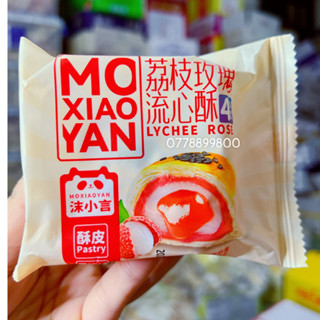 MO
XIAO
YAN
荔枝玫瑰
流心酥
LYCHEE ROSE
0778899800
MOXIAOYAN
沫小言
酥皮
Pastry